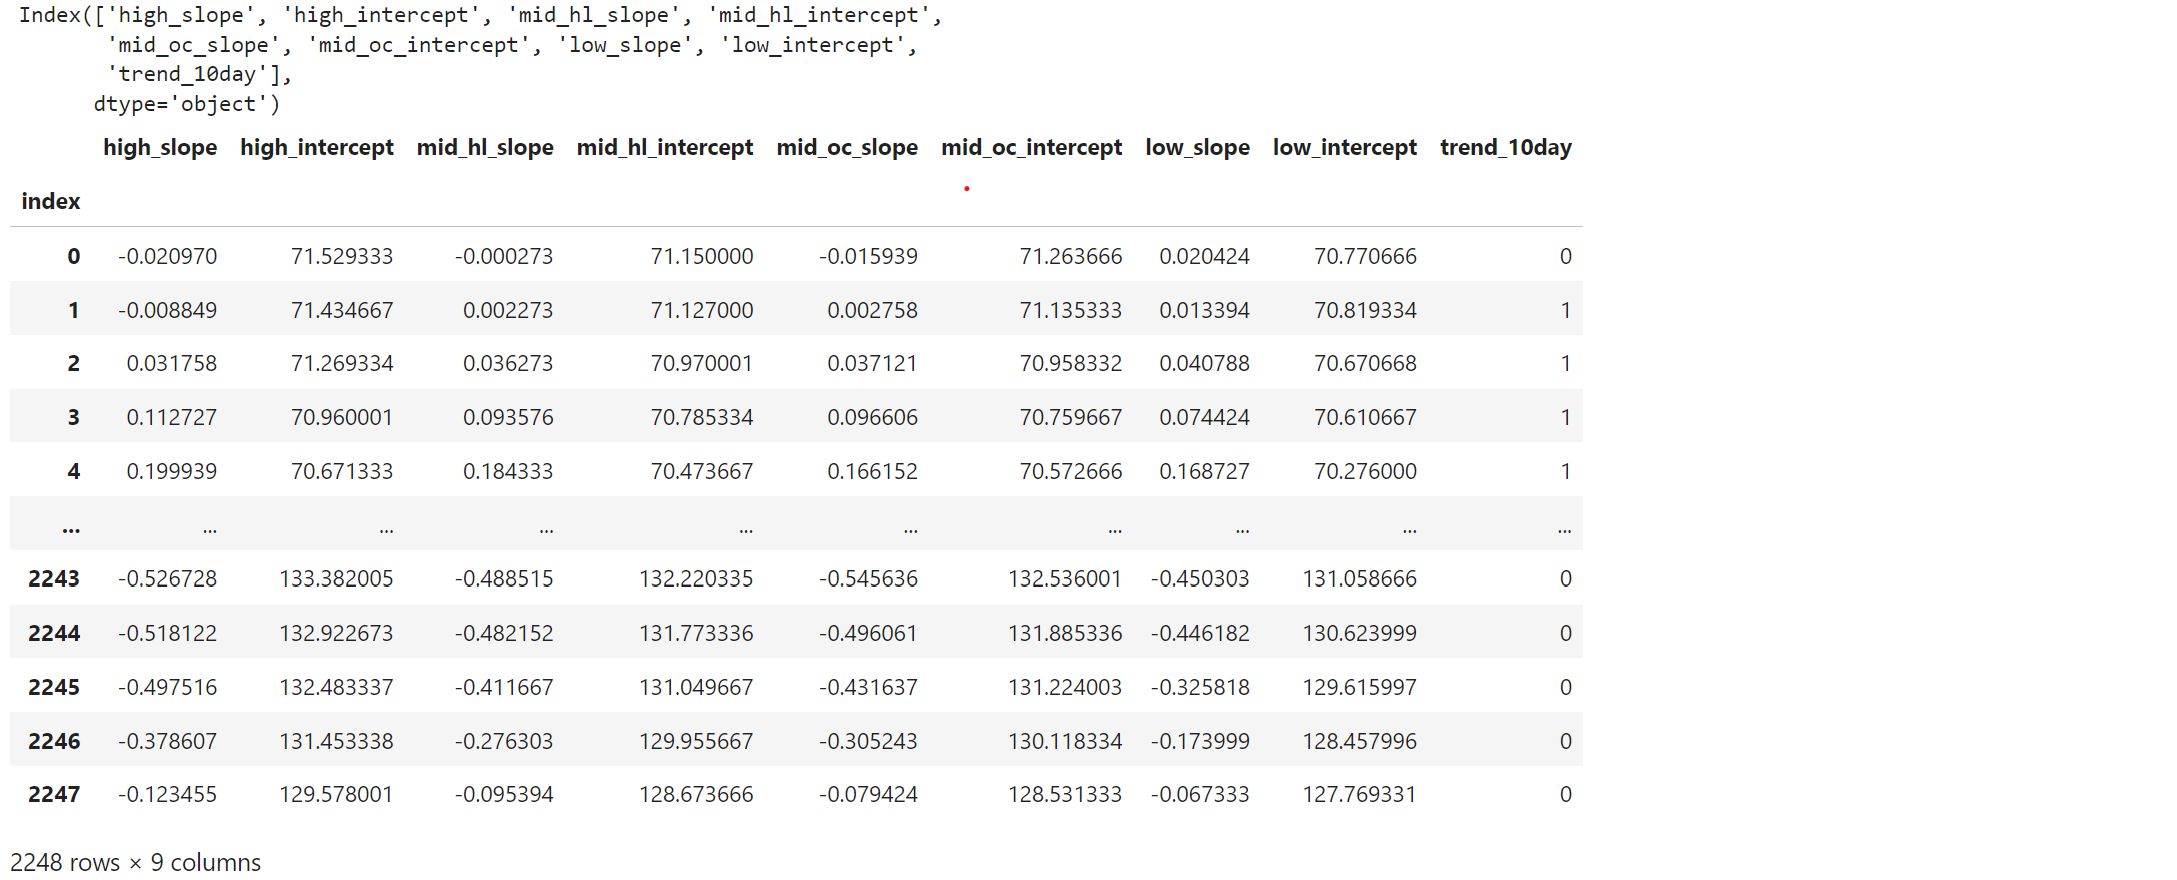 Index(['high_slope', 'high_intercept', 'mid_hl_slope', 'mid_hl_intercept',
'mid_oc_slope', 'mid_oc_intercept', 'low_slope', 'low_intercept',
'trend_10day'],
dtype='object')
high_slope high_intercept mid_hl_slope mid_hl_intercept mid_oc_slope mid_oc_intercept low_slope low_intercept trend_10day
index
0 -0.020970 71.529333 -0.000273 71.150000 -0.015939 71.263666 0.020424 70.770666 0
1 -0.008849 71.434667 0.002273 71.127000 0.002758 71.135333 0.013394 70.819334 1
2 0.031758 71.269334 0.036273 70.970001 0.037121 70.958332 0.040788 70.670668 1
3 0.112727 70.960001 0.093576 70.785334 0.096606 70.759667 0.074424 70.610667 1
4 0.199939 70.671333 0.184333 70.473667 0.166152 70.572666 0.168727 70.276000 1
... ... ... ... ... ... ... ... ... ...
2243 -0.526728 133.382005 -0.488515 132.220335 -0.545636 132.536001 -0.450303 131.058666 0
2244 -0.518122 132.922673 -0.482152 131.773336 -0.496061 131.885336 -0.446182 130.623999 0
2245 -0.497516 132.483337 -0.411667 131.049667 -0.431637 131.224003 -0.325818 129.615997 0
2246 -0.378607 131.453338 -0.276303 129.955667 -0.305243 130.118334 -0.173999 128.457996 0
2247 -0.123455 129.578001 -0.095394 128.673666 -0.079424 128.531333 -0.067333 127.769331 0
2248 rows × 9 columns